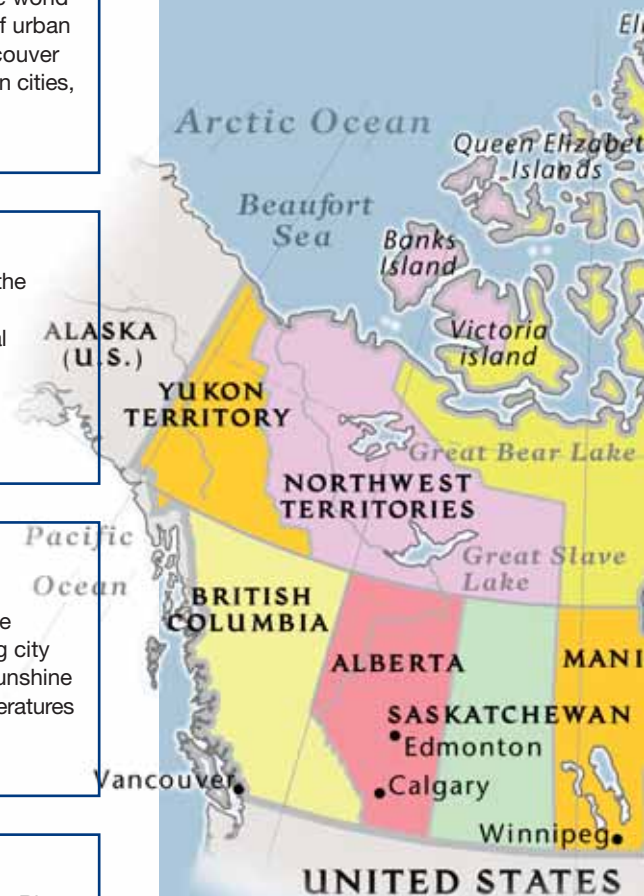 world
f urban
couver
n cities,
the
al
e
g city
unshine
eratures
Arctic Ocean
Queen Elizabet
Islands
Beaufort
Sea
Banks
Island
Victoria
island
ALASKA
(U.S.)
YUKON
TERRITORY
Great Bear Lake
NORTHWEST
TERRITORIES
Pacific
Ocean
Great Slave
Lake
BRITISH
COLUMBIA
ALBERTA
MANI
SASKATCHEWAN
Edmonton
Vancouver
Calgary
Winnipeg
UNITED STATES